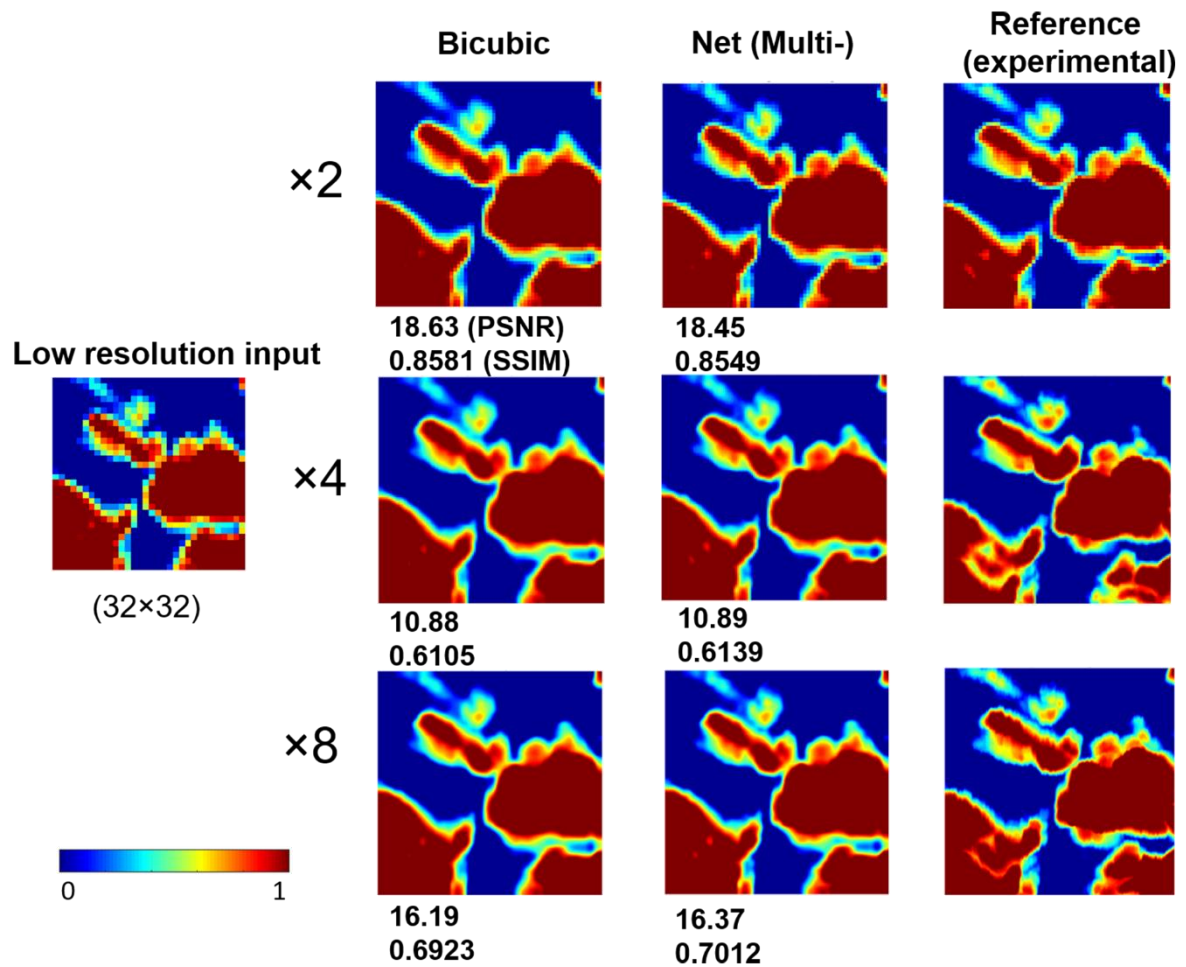 Bicubic
Net (Multi-)
Reference
(experimental)
×2
18.63 (PSNR)
0.8581 (SSIM)
18.45
0.8549
Low resolution input
(32×32)
×4
10.88
0.6105
10.89
0.6139
×8
0
1
16.19
0.6923
16.37
0.7012